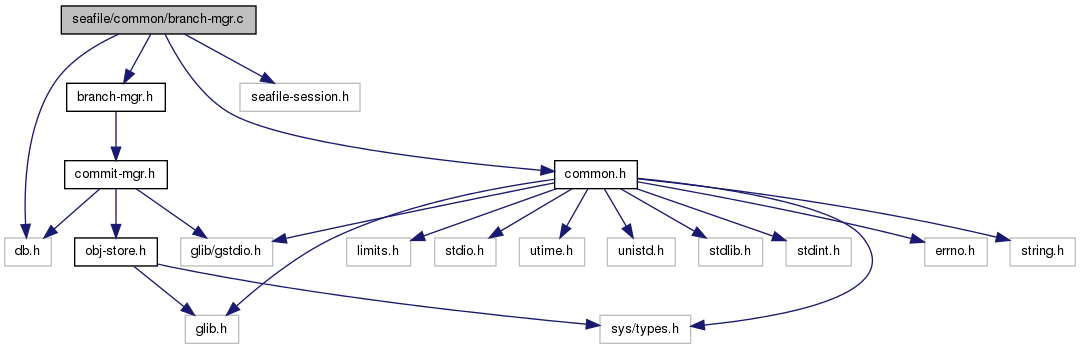 seafile/common/branch-mgr.c
branch-mgr.h
seafile-session.h
commit-mgr.h
common.h
db.h
obj-store.h
glib/gstdio.h
limits.h
stdio.h
utime.h
unistd.h
stdlib.h
stdint.h
errno.h
string.h
glib.h
sys/types.h